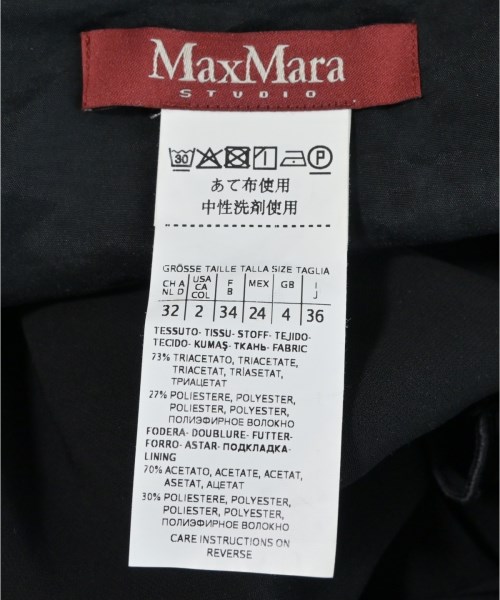 MaxMara
STUDIO
30 P
あて布使用
中性洗剤使用
GRÖSSE TAILLE TALLA SIZE TAGLIA
CH A NL D USA CA COL F B MEX GB I J
32 2 34 24 4 36
TESSUTO- TISSU- STOFF- TEJIDO-
TECIDO- KUMAŞ- ТКАНЬ- FABRIC
73% TRIACETATO, TRIACETATE,
TRIACETAT, TRİASETAT,
ТРИАЦЕТАТ
27% POLIESTERE, POLYESTER,
POLIESTER, POLYESTER,
ПОЛИЭФИРНОЕ ВОЛОКНО
FODERA- DOUBLURE- FUTTER-
FORRO- ASTAR- ПОДКЛАДКА-
LINING
70% ACETATO, ACETATE, ACETAT,
ASETAT, АЦЕТАТ
30% POLIESTERE, POLYESTER,
POLIESTER, POLYESTER,
ПОЛИЭФИРНОЕ ВОЛОКНО
CARE INSTRUCTIONS ON
REVERSE